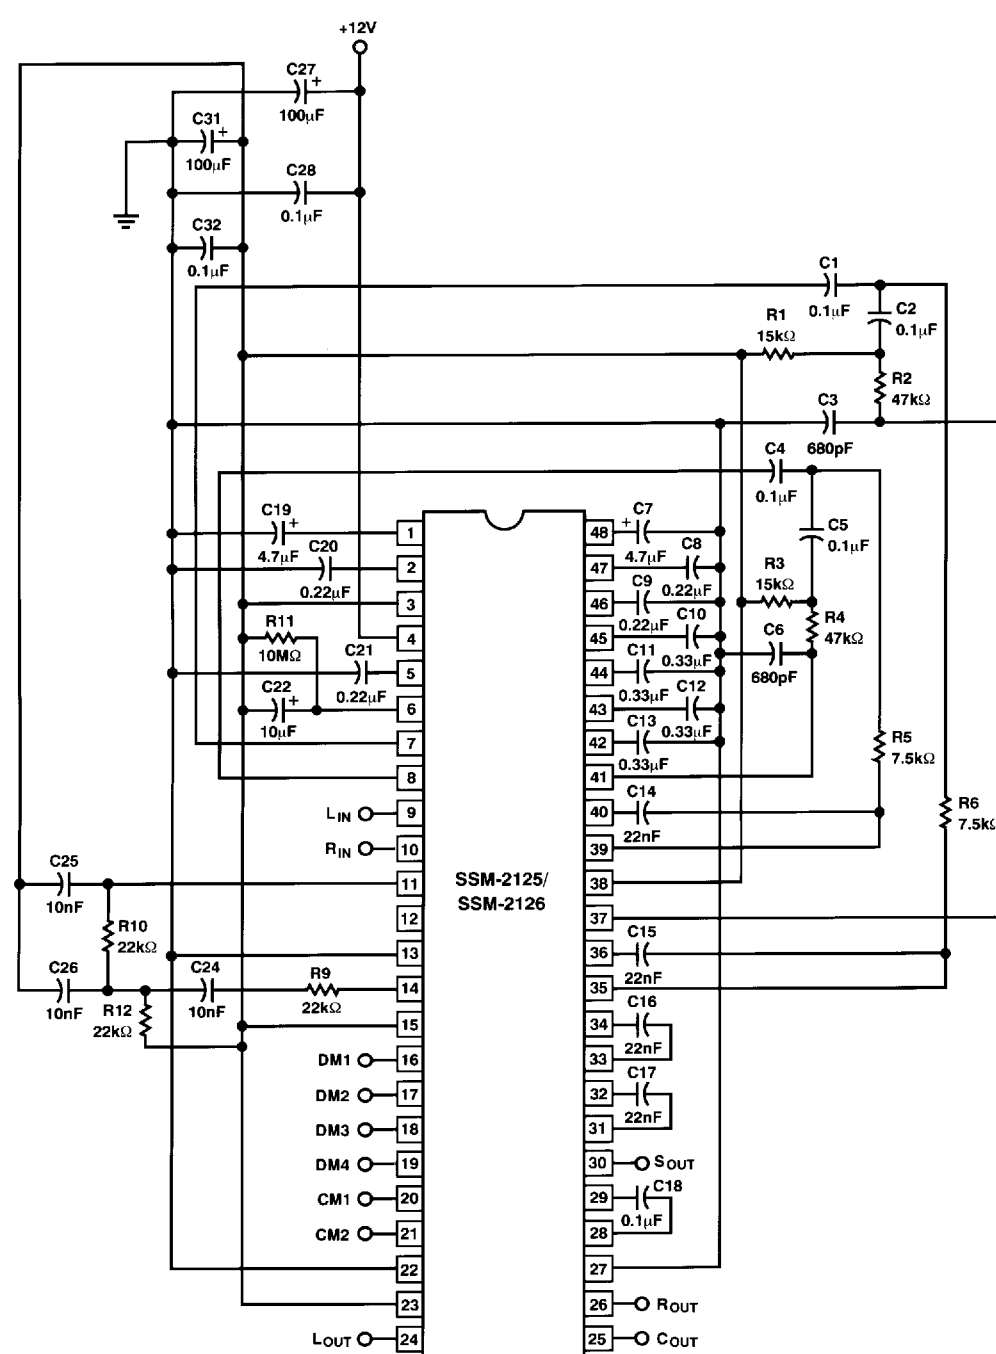 +12V
C27
+
100μF
C31
+
100μF
C28
0.1μF
C32
0.1μF
C1
0.1μF
C2
0.1μF
R1
15kΩ
R2
47kΩ
C3
680pF
C4
0.1μF
C5
0.1μF
R3
15kΩ
R4
47kΩ
C6
680pF
R5
7.5kΩ
R6
7.5kΩ
C19
+
4.7μF
C20
0.22μF
R11
10MΩ
C21
0.22μF
C22
+
10μF
C7
+
4.7μF
C8
0.22μF
C9
0.22μF
C10
0.33μF
C11
0.33μF
C12
0.33μF
C13
0.33μF
C14
22nF
LIN
RIN
C25
10nF
R10
22kΩ
C26
10nF
R12
22kΩ
C24
10nF
R9
22kΩ
DM1
DM2
DM3
DM4
CM1
CM2
LOUT
1
2
3
4
5
6
7
8
9
10
11
12
13
14
15
16
17
18
19
20
21
22
23
24
SSM-2125/
SSM-2126
48
47
46
45
44
43
42
41
40
39
38
37
36
35
34
33
32
31
30
29
28
27
26
25
C15
22nF
C16
22nF
C17
22nF
SOUT
C18
0.1μF
ROUT
COUT